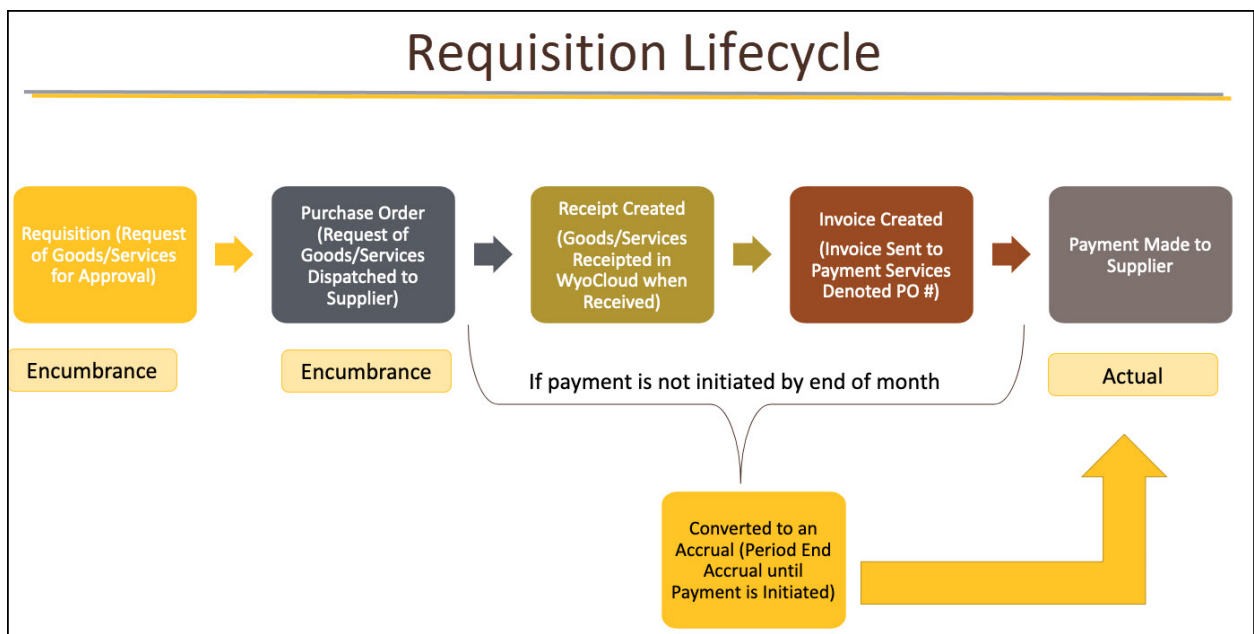 Requisition Lifecycle
Requisition (Request
of Goods/Services
for Approval)
Purchase Order
(Request of
Goods/Services
Dispatched to
Supplier)
Receipt Created
(Goods/Services
Receipted in
WyoCloud when
Received)
Invoice Created
(Invoice Sent to
Payment Services
Denoted PO #)
Payment Made to
Supplier
Encumbrance
Encumbrance
If payment is not initiated by end of month
Actual
Converted to an
Accrual (Period End
Accrual until
Payment is Initiated)